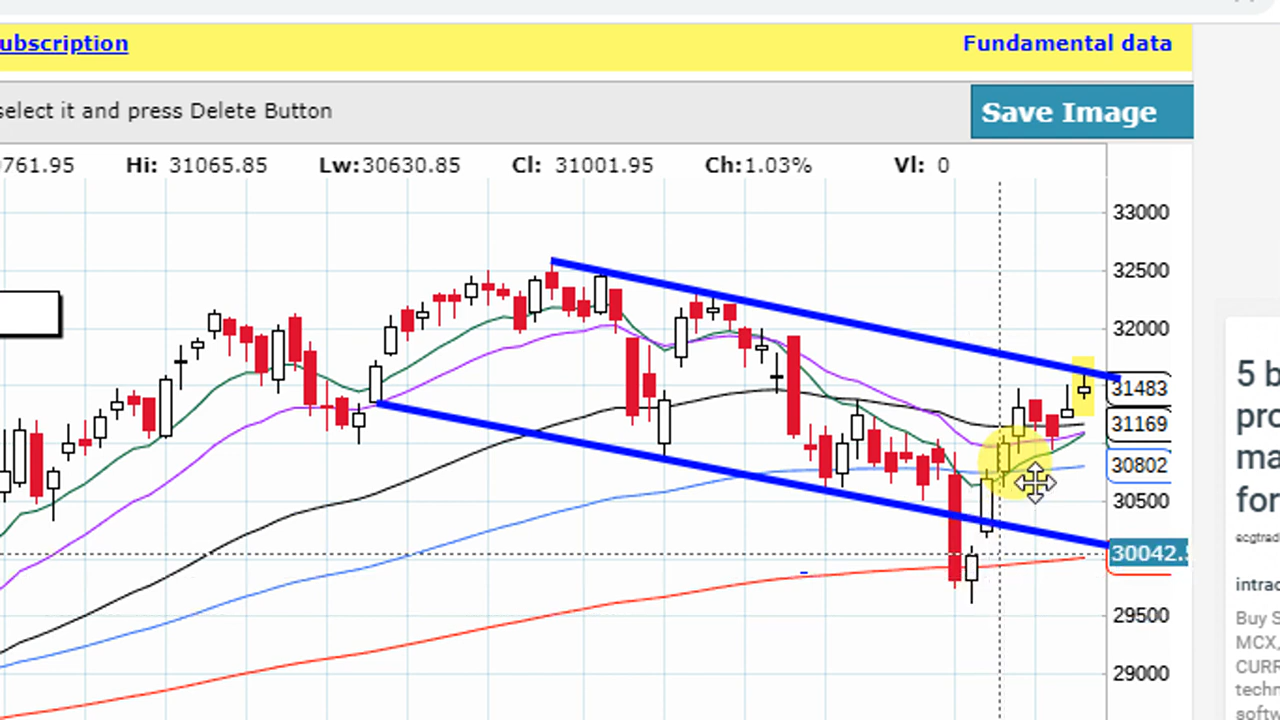 ubscription
Fundamental data
select it and press Delete Button
Save Image
761.95 Hi: 31065.85 Lw:30630.85 Cl: 31001.95 Ch:1.03% Vl: 0
33000
32500
32000
31483
31169
30802
30500
30042.
29500
29000
5 b
pro
ma
for
ecgtrad
intrac
Buy S
MCX,
CURR
techn
softw